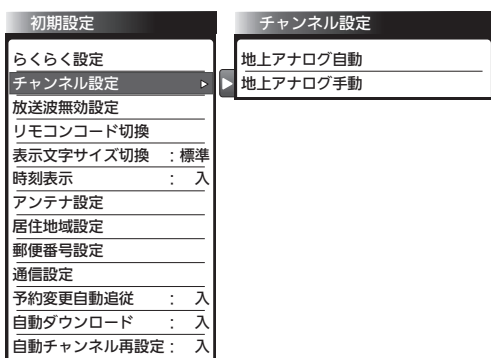 初期設定
らくらく設定
チャンネル設定
放送波無効設定
リモコンコード切換
表示文字サイズ切換 :標準
時刻表示 : 入
アンテナ設定
居住地域設定
郵便番号設定
通信設定
予約変更自動追従 : 入
自動ダウンロード : 入
自動チャンネル再設定: 入
チャンネル設定
地上アナログ自動
地上アナログ手動